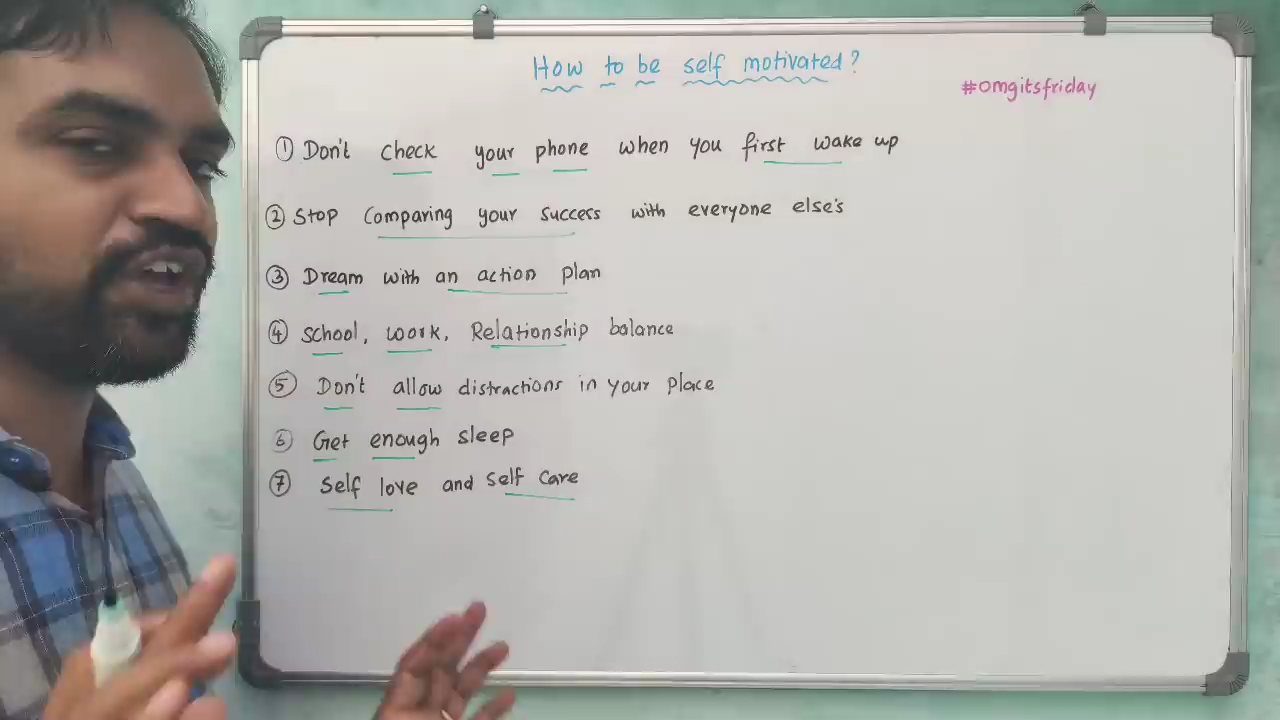 How to be self motivated?
#omgitsfriday
① Don't check your phone when you first wake up
② Stop Comparing your success with everyone else's
③ Dream with an action plan
④ School, work, Relationship balance
⑤ Don't allow distractions in your place
⑥ Get enough sleep
⑦ Self love and self care